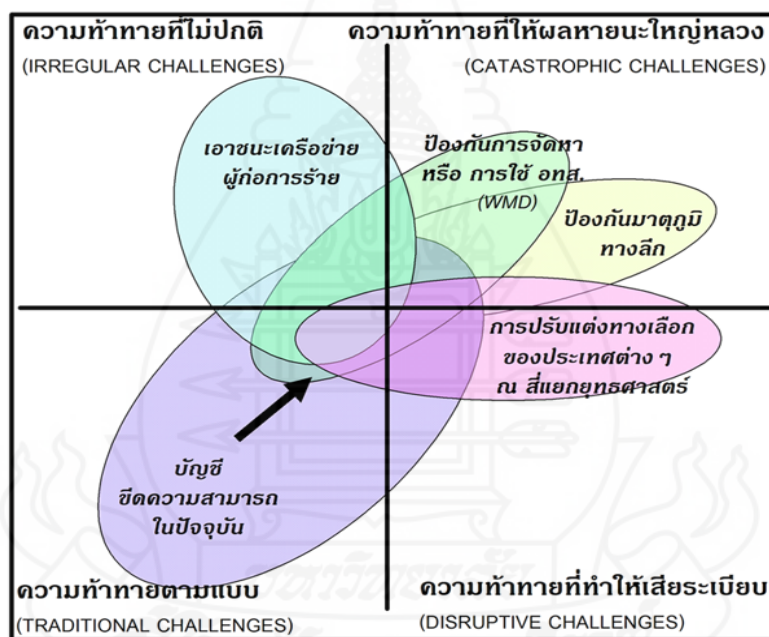 ความท้าทายที่ไม่ปกติ
(IRREGULAR CHALLENGES)
ความท้าทายที่ให้ผลหายนะใหญ่หลวง
(CATASTROPHIC CHALLENGES)
เอาชนะเครือข่าย
ผู้ก่อการร้าย
ป้องกันการจัดหา
หรือ การใช้ อทส.
(WMD)
ป้องกันมาตุภูมิ
ทางลึก
การปรับแต่งทางเลือก
ของประเทศต่าง ๆ
ณ สี่แยกยุทธศาสตร์
บัญชี
ขีดความสามารถ
ในปัจจุบัน
ความท้าทายตามแบบ
(TRADITIONAL CHALLENGES)
ความท้าทายที่ทำให้เสียระเบียบ
(DISRUPTIVE CHALLENGES)